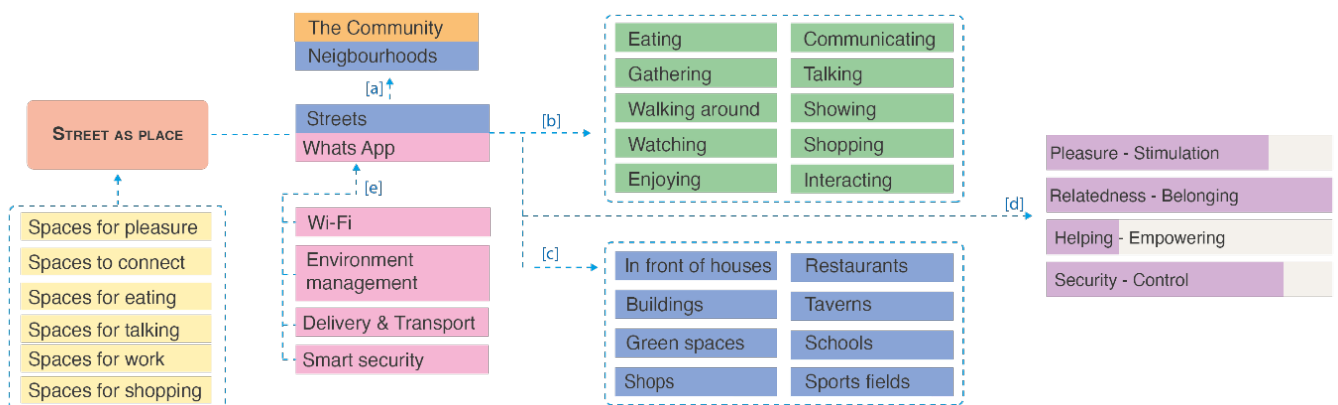 The Community
Neigbourhoods
[a]
STREET AS PLACE
Streets
Whats App
[e]
Spaces for pleasure
Spaces to connect
Spaces for eating
Spaces for talking
Spaces for work
Spaces for shopping
Wi-Fi
Environment
management
Delivery & Transport
Smart security
[b]
Eating
Communicating
Gathering
Talking
Walking around
Showing
Watching
Shopping
Enjoying
Interacting
[c]
In front of houses
Restaurants
Buildings
Taverns
Green spaces
Schools
Shops
Sports fields
[d]
Pleasure - Stimulation
Relatedness - Belonging
Helping - Empowering
Security - Control